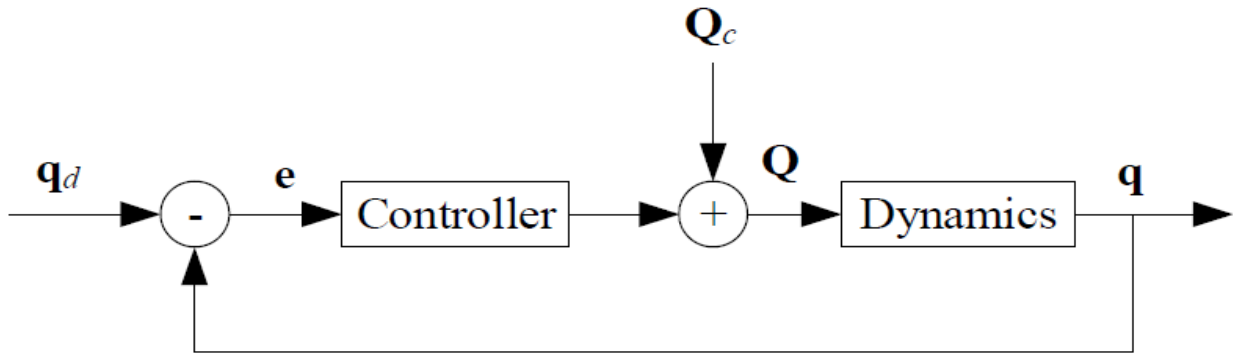 Qc
qd
-
e
Controller
+
Q
Dynamics
q